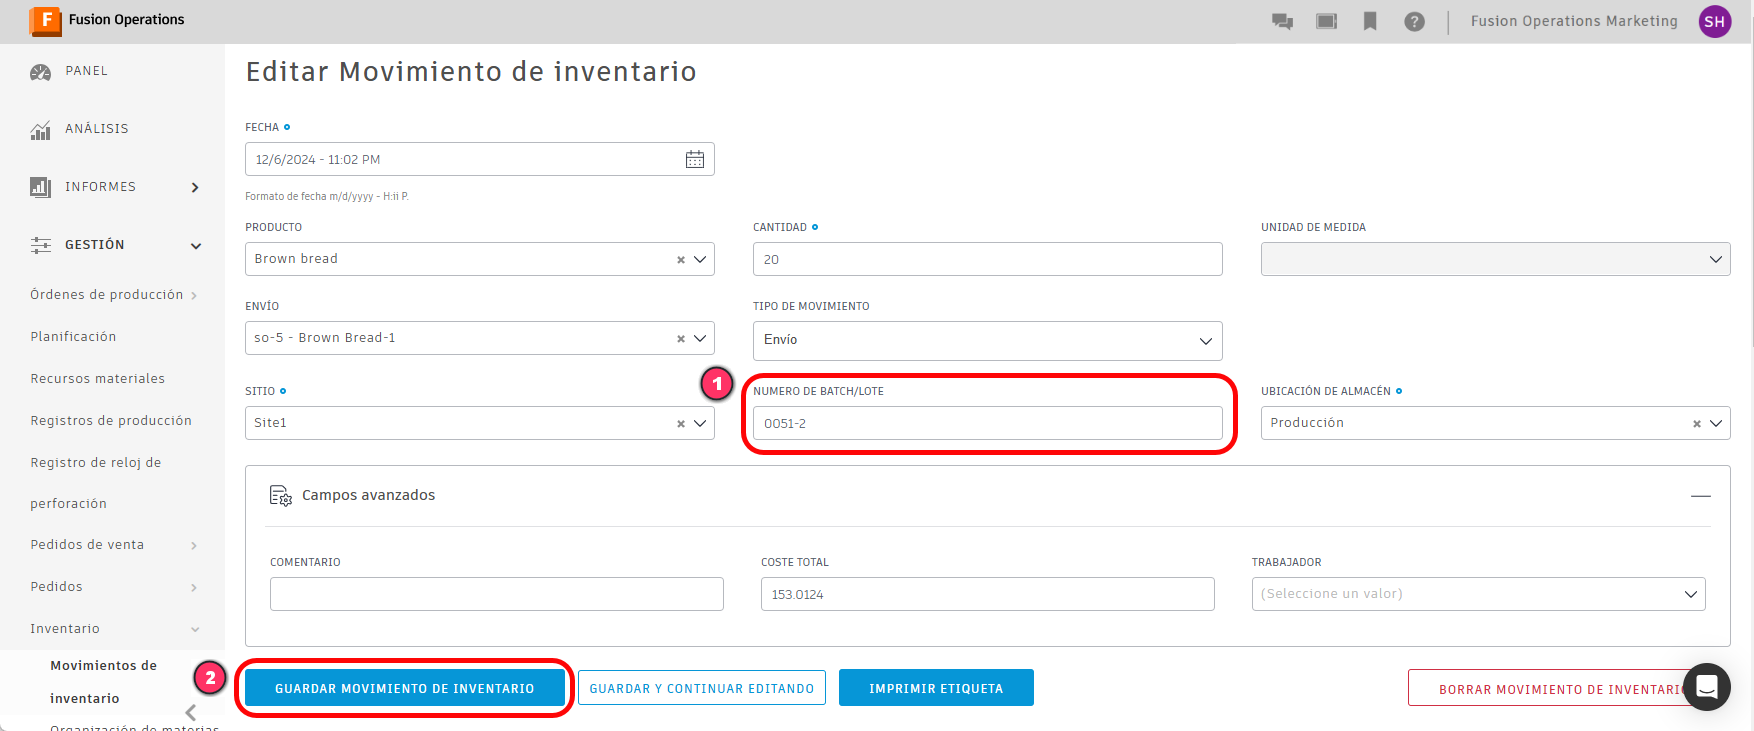 F Fusion Operations
Fusion Operations Marketing SH
PANEL
ANÁLISIS
INFORMES
GESTIÓN
Órdenes de producción
Planificación
Recursos materiales
Registros de producción
Registro de reloj de
perforación
Pedidos de venta
Pedidos
Inventario
Movimientos de
inventario
Organización de materias
Editar Movimiento de inventario
FECHA
12/6/2024 - 11:02 PM
Formato de fecha m/d/yyyy - H:ii P.
PRODUCTO
Brown bread
CANTIDAD
20
UNIDAD DE MEDIDA
ENVÍO
so-5 - Brown Bread-1
TIPO DE MOVIMIENTO
Envío
SITIO
Site1
1
NUMERO DE BATCH/LOTE
0051-2
UBICACIÓN DE ALMACÉN
Producción
Campos avanzados
COMENTARIO
COSTE TOTAL
153.0124
TRABAJADOR
(Seleccione un valor)
2
GUARDAR MOVIMIENTO DE INVENTARIO
GUARDAR Y CONTINUAR EDITANDO
IMPRIMIR ETIQUETA
BORRAR MOVIMIENTO DE INVENTARIO